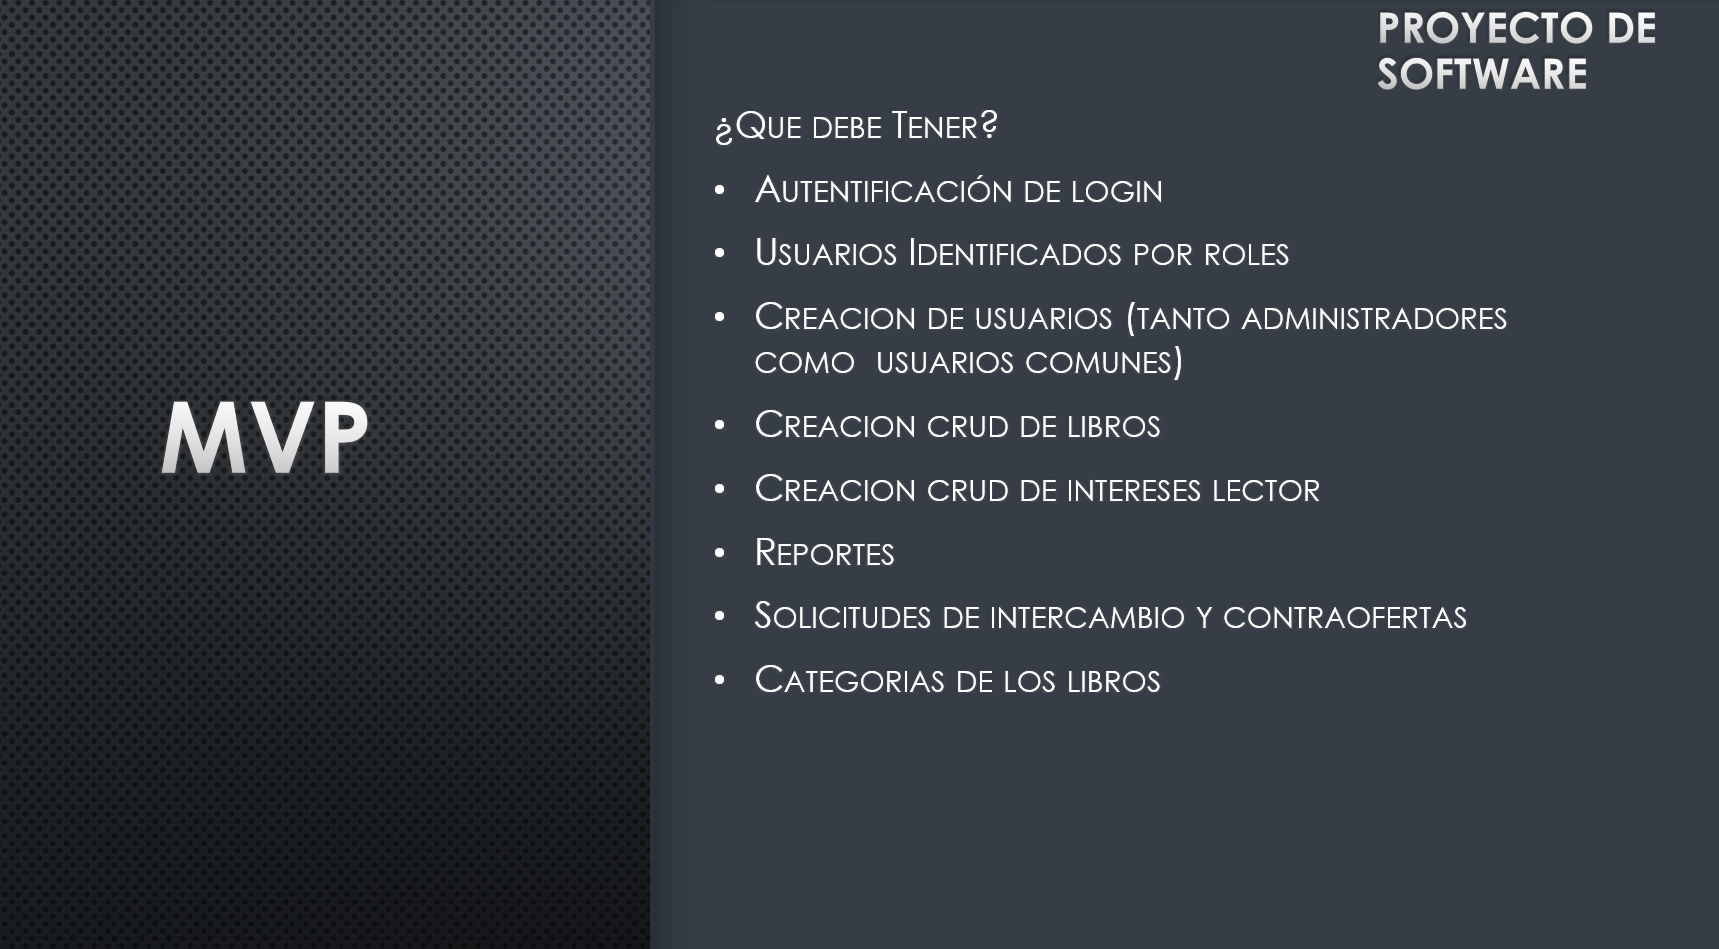 PROYECTO DE
SOFTWARE
MVP
¿Que debe Tener?
• Autentificación de login
• Usuarios Identificados por roles
• Creacion de usuarios (tanto administradores
como usuarios comunes)
• Creacion crud de libros
• Creacion crud de intereses lector
• Reportes
• Solicitudes de intercambio y contraofertas
• Categorias de los libros